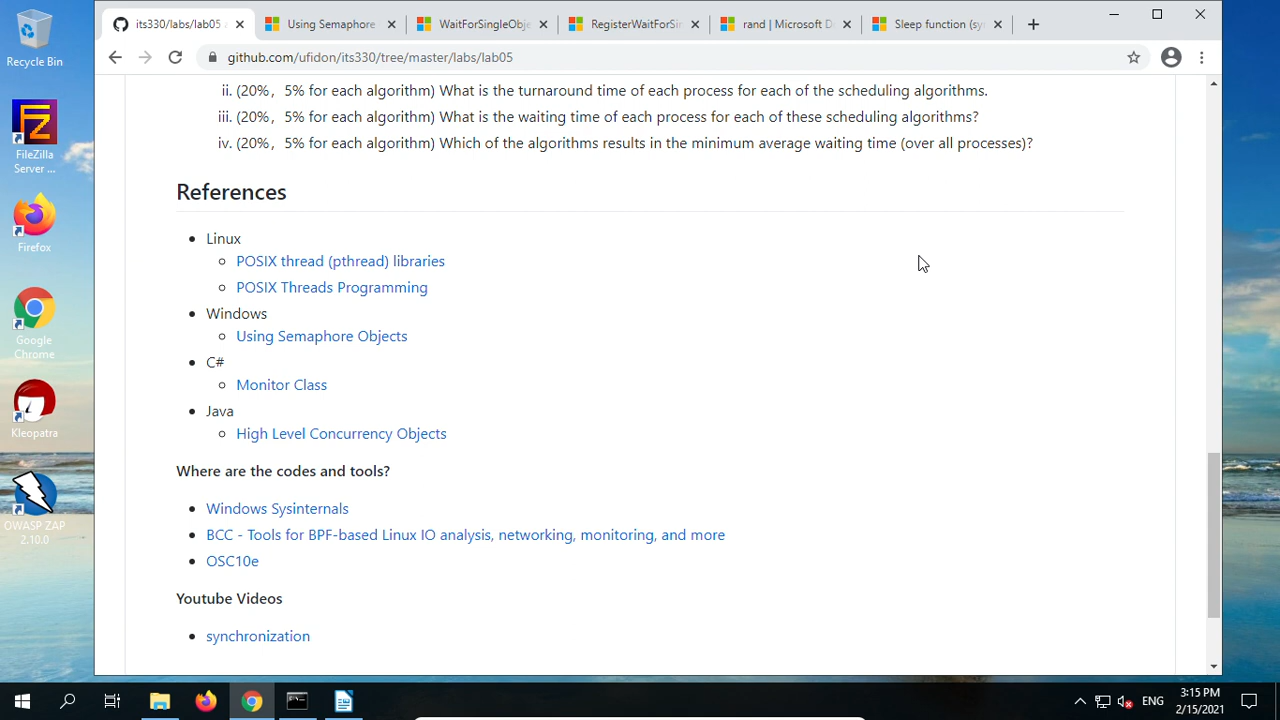 Recycle Bin
FileZilla
Server ...
Firefox
Google
Chrome
Kleopatra
OWASP ZAP
2.10.0
its330/labs/lab05
Using Semaphore
WaitForSingleObje
RegisterWaitForSin
rand | Microsoft D
Sleep function (syn
github.com/ufidon/its330/tree/master/labs/lab05
ii. (20%, 5% for each algorithm) What is the turnaround time of each process for each of the scheduling algorithms.
iii. (20%, 5% for each algorithm) What is the waiting time of each process for each of these scheduling algorithms?
iv. (20%, 5% for each algorithm) Which of the algorithms results in the minimum average waiting time (over all processes)?
References
Linux
POSIX thread (pthread) libraries
POSIX Threads Programming
Windows
Using Semaphore Objects
C#
Monitor Class
Java
High Level Concurrency Objects
Where are the codes and tools?
Windows Sysinternals
BCC - Tools for BPF-based Linux IO analysis, networking, monitoring, and more
OSC10e
Youtube Videos
synchronization
ENG
3:15 PM
2/15/2021